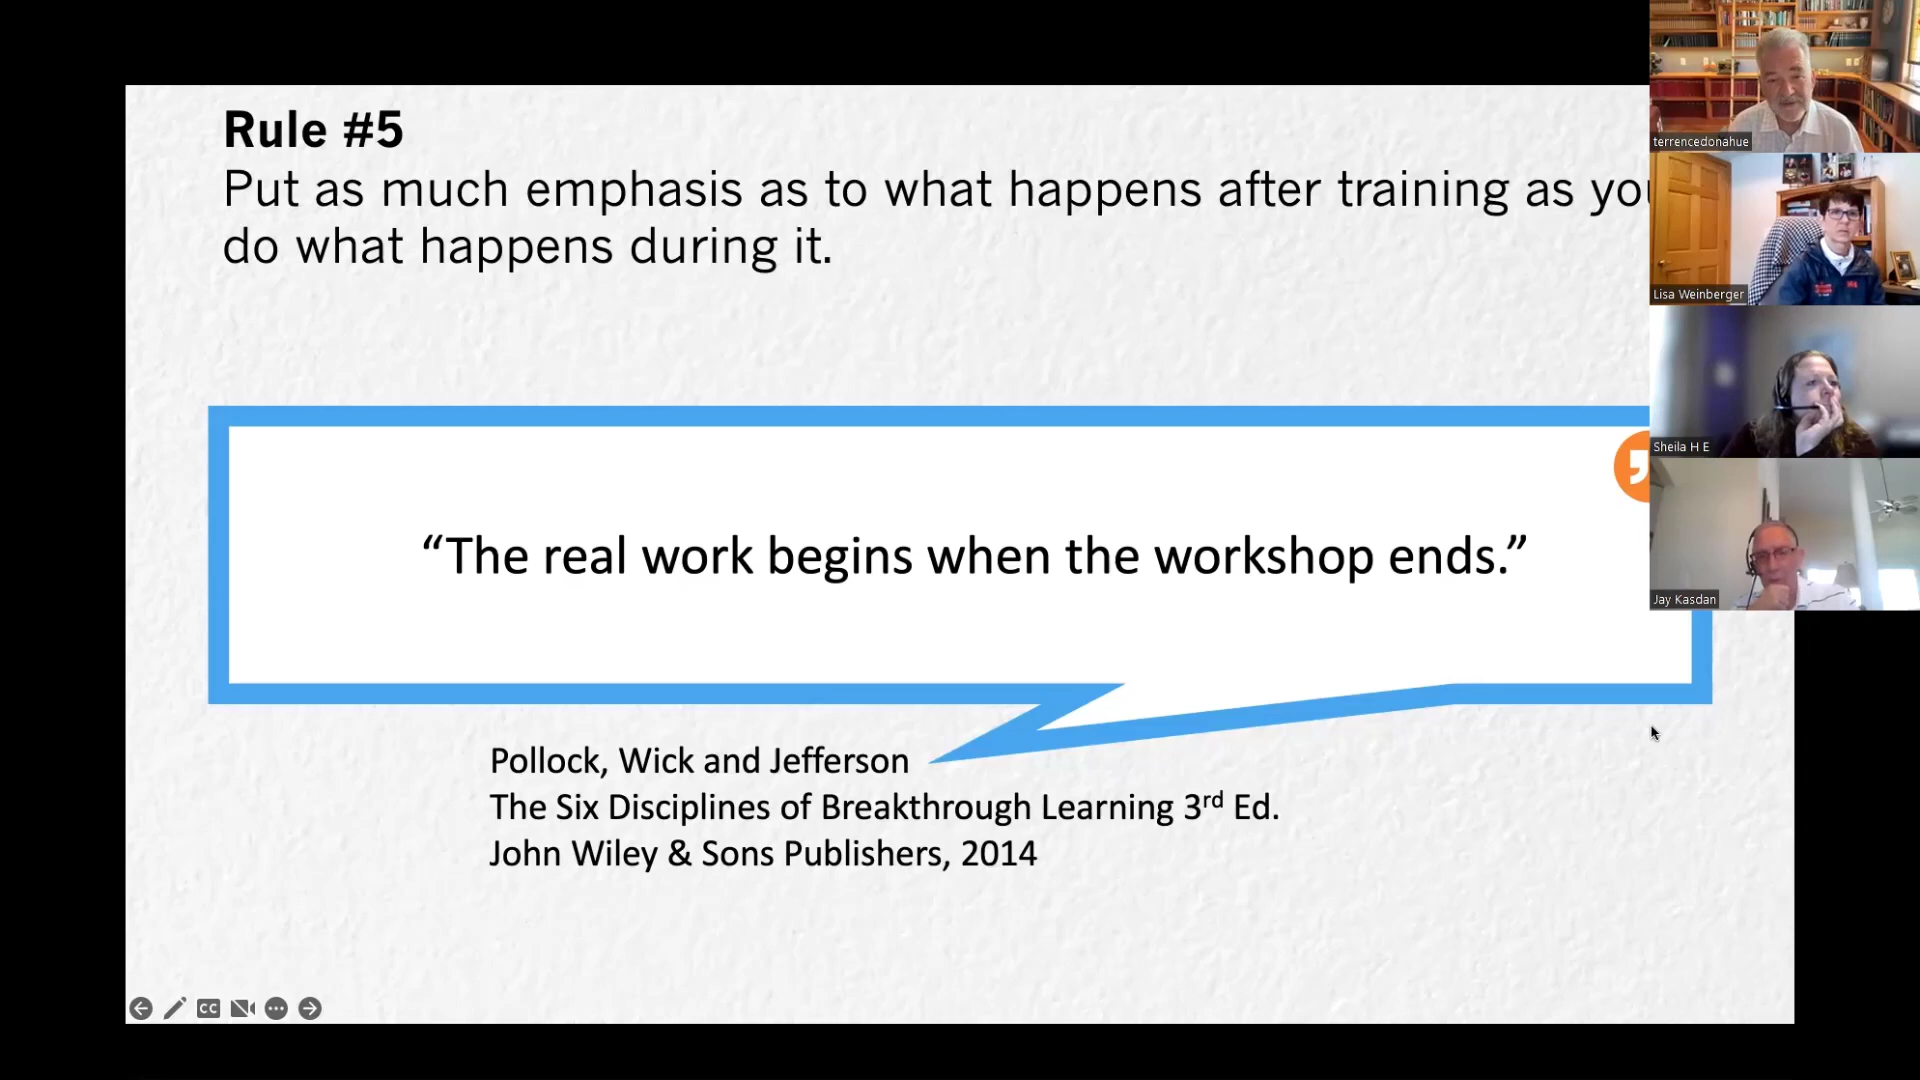 Rule #5
Put as much emphasis as to what happens after training as you
do what happens during it.
“The real work begins when the workshop ends.”
Pollock, Wick and Jefferson
The Six Disciplines of Breakthrough Learning 3rd Ed.
John Wiley & Sons Publishers, 2014
CC
terrencedonahue
Lisa Weinberger
Sheila H E
Jay Kasdan